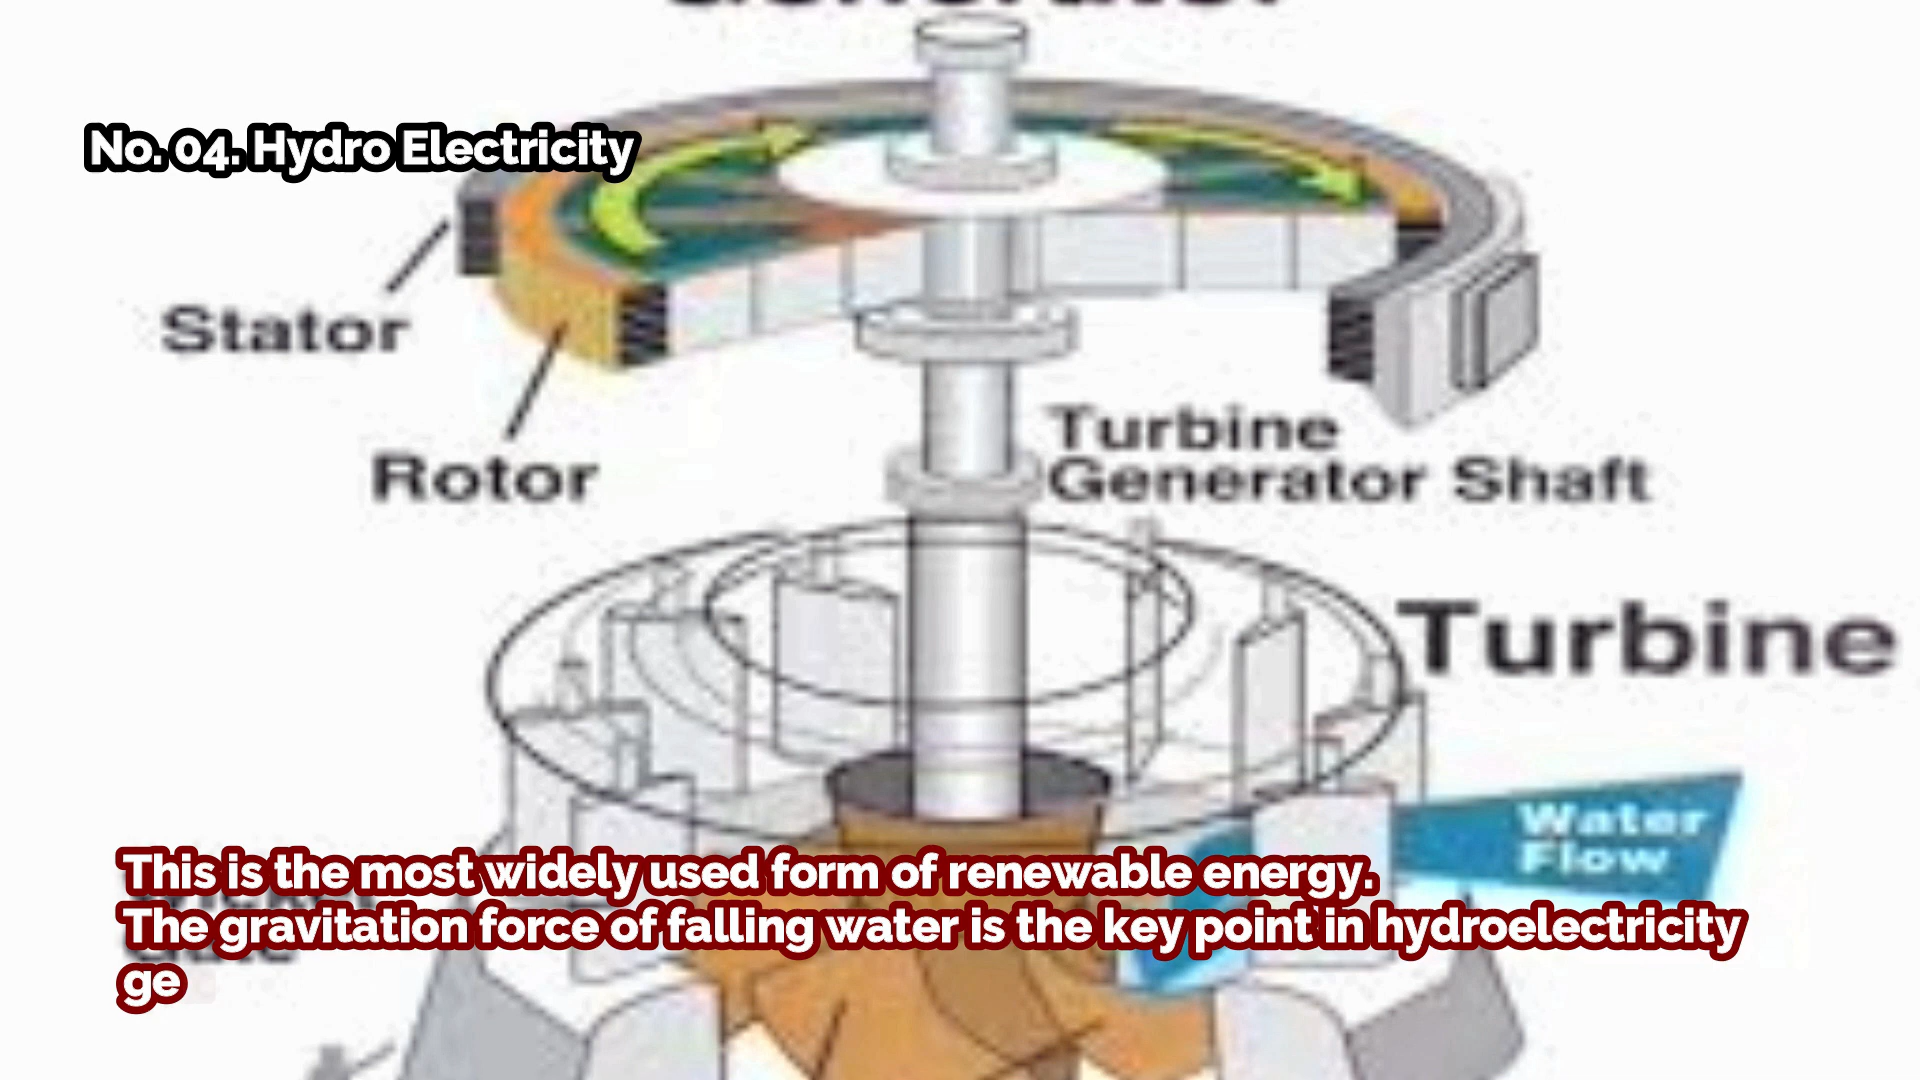 Generator
No. 04. Hydro Electricity
Stator
Rotor
Turbine
Generator Shaft
Turbine
Water
Flow
This is the most widely used form of renewable energy.
The gravitation force of falling water is the key point in hydroelectricity
ge